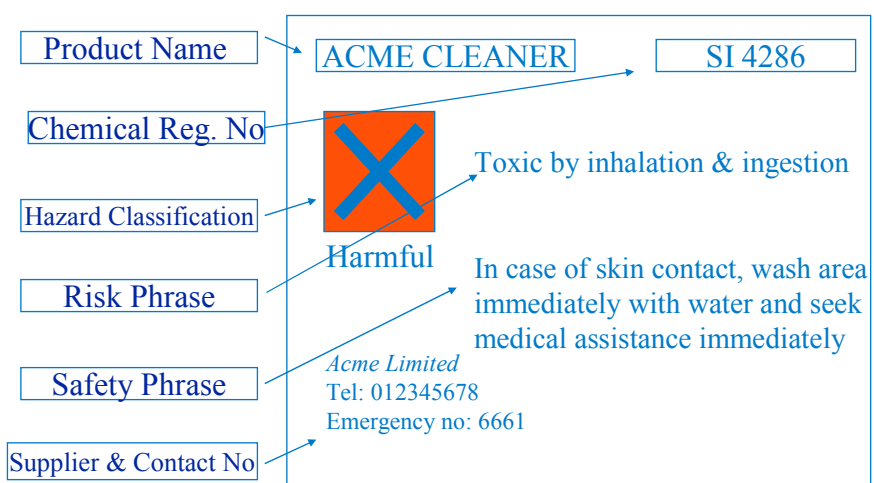 Product Name
ACME CLEANER
SI 4286
Chemical Reg. No
Toxic by inhalation & ingestion
Hazard Classification
Harmful
Risk Phrase
In case of skin contact, wash area
immediately with water and seek
medical assistance immediately
Safety Phrase
Acme Limited
Tel: 012345678
Emergency no: 6661
Supplier & Contact No